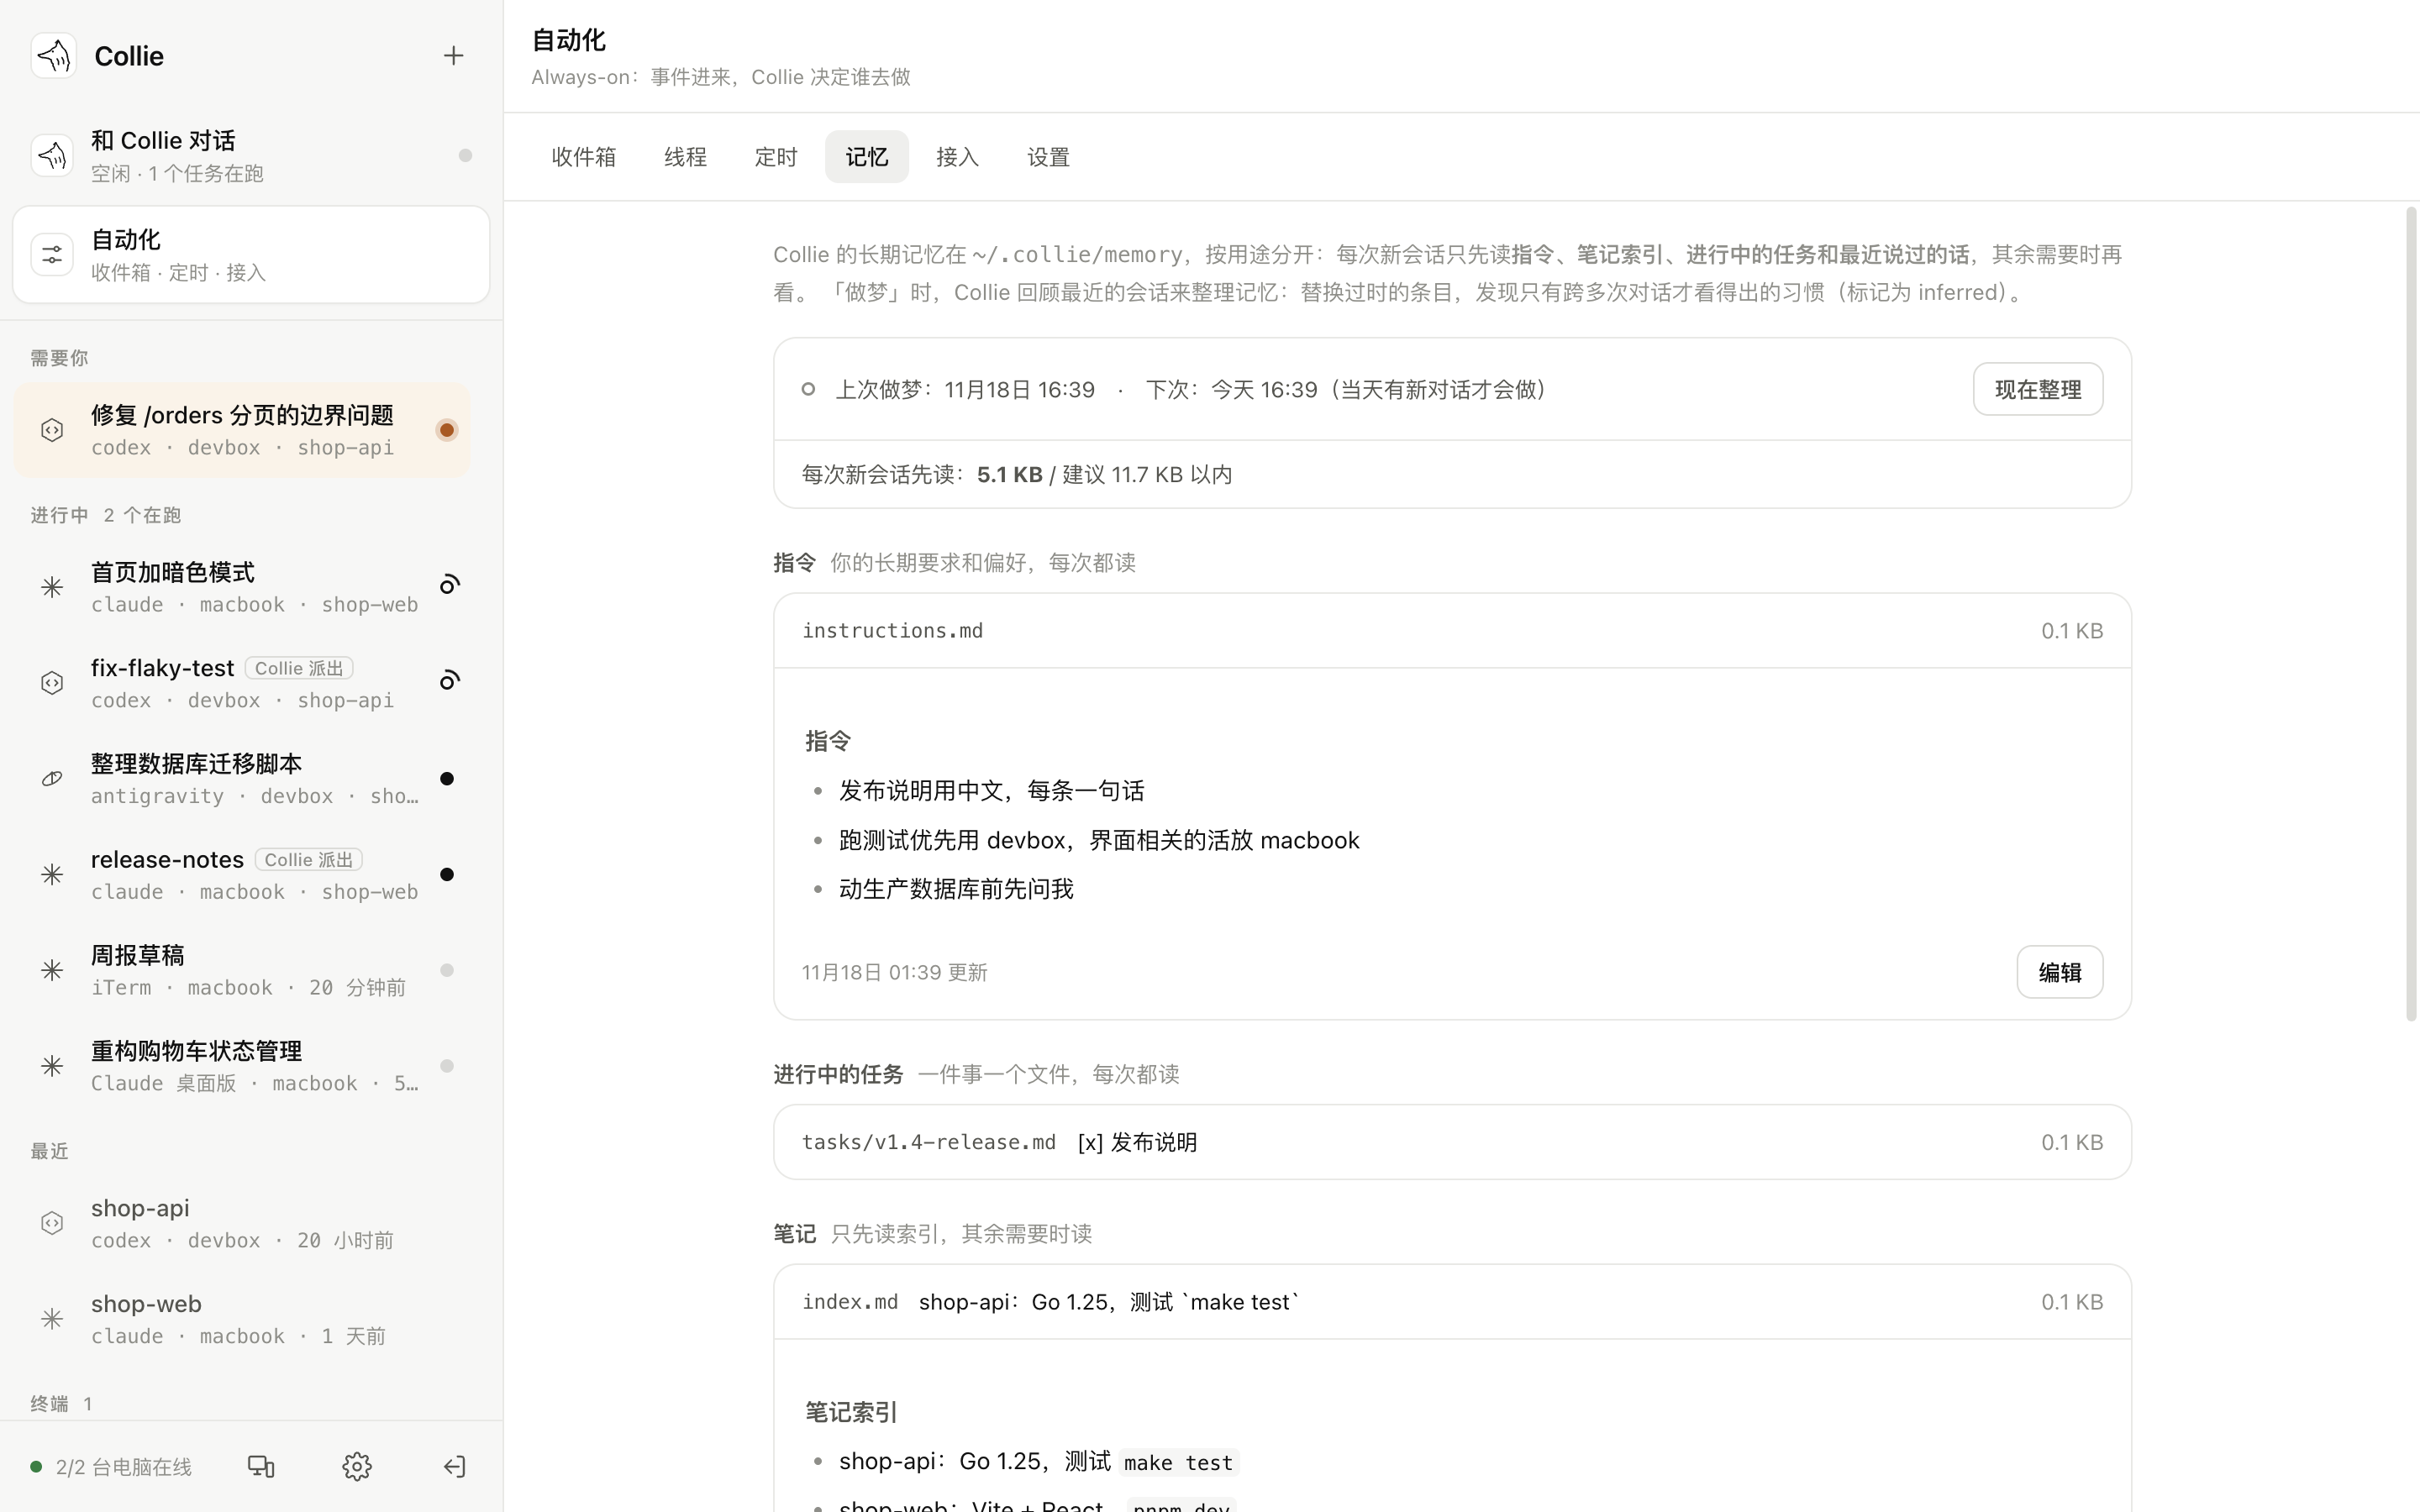 Collie
和 Collie 对话
空闲 · 1 个任务在跑
自动化
收件箱 · 定时 · 接入
需要你
修复 /orders 分页的边界问题
codex · devbox · shop-api
进行中 2 个在跑
首页加暗色模式
claude · macbook · shop-web
fix-flaky-test Collie 派出
codex · devbox · shop-api
整理数据库迁移脚本
antigravity · devbox · sho…
release-notes Collie 派出
claude · macbook · shop-web
周报草稿
iTerm · macbook · 20 分钟前
重构购物车状态管理
Claude 桌面版 · macbook · 5…
最近
shop-api
codex · devbox · 20 小时前
shop-web
claude · macbook · 1 天前
终端 1
2/2 台电脑在线
自动化
Always-on：事件进来，Collie 决定谁去做
收件箱 线程 定时 记忆 接入 设置
Collie 的长期记忆在 ~/.collie/memory，按用途分开：每次新会话只先读指令、笔记索引、进行中的任务和最近说过的话，其余需要时再
看。「做梦」时，Collie 回顾最近的会话来整理记忆：替换过时的条目，发现只有跨多次对话才看得出的习惯（标记为 inferred）。
上次做梦：11月18日 16:39 · 下次：今天 16:39（当天有新对话才会做） 现在整理
每次新会话先读：5.1 KB / 建议 11.7 KB 以内
指令 你的长期要求和偏好，每次都读
instructions.md 0.1 KB
指令
• 发布说明用中文，每条一句话
• 跑测试优先用 devbox，界面相关的活放 macbook
• 动生产数据库前先问我
11月18日 01:39 更新 编辑
进行中的任务 一件事一个文件，每次都读
tasks/v1.4-release.md [x] 发布说明 0.1 KB
笔记 只先读索引，其余需要时读
index.md shop-api：Go 1.25，测试 `make test` 0.1 KB
笔记索引
• shop-api：Go 1.25，测试 make test
• shop-web：Vite + React，pnpm dev